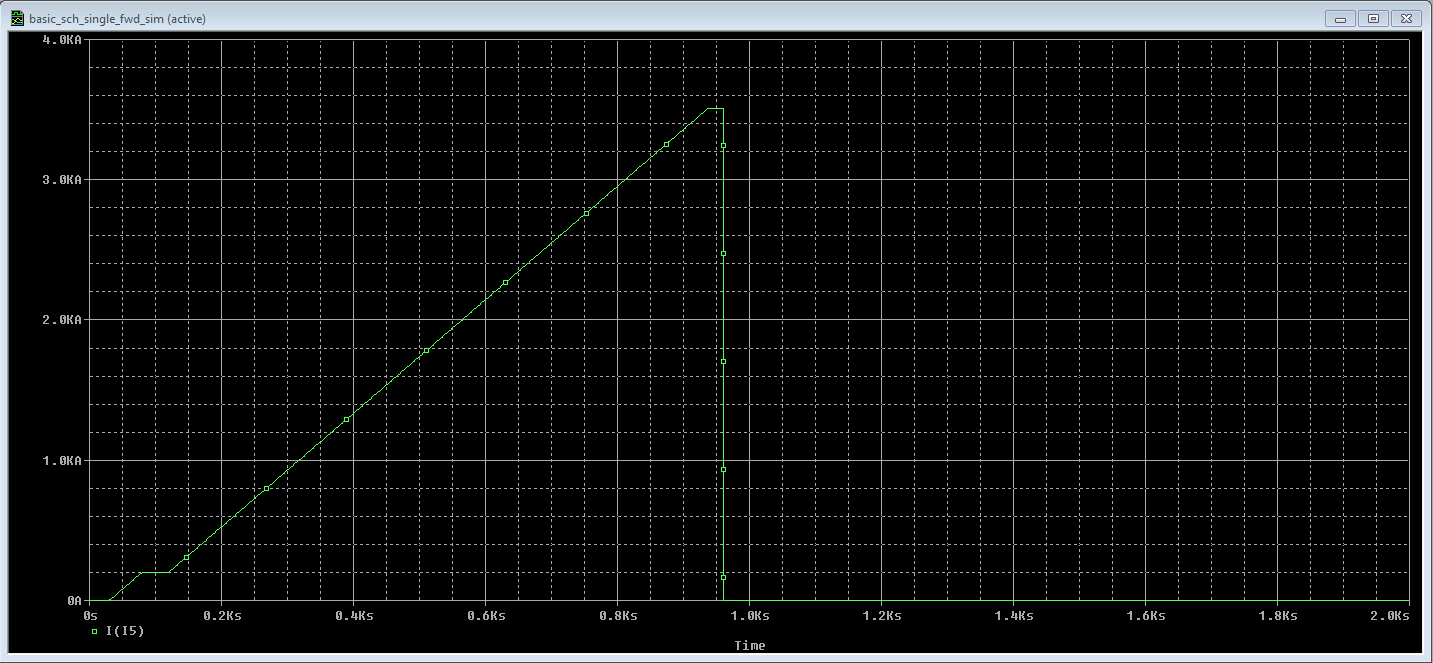 basic_sch_single_fwd_sim (active)
4.0KA
3.0KA
2.0KA
1.0KA
0A
0s 0.2Ks 0.4Ks 0.6Ks 0.8Ks 1.0Ks 1.2Ks 1.4Ks 1.6Ks 1.8Ks 2.0Ks
I(I5)
Time